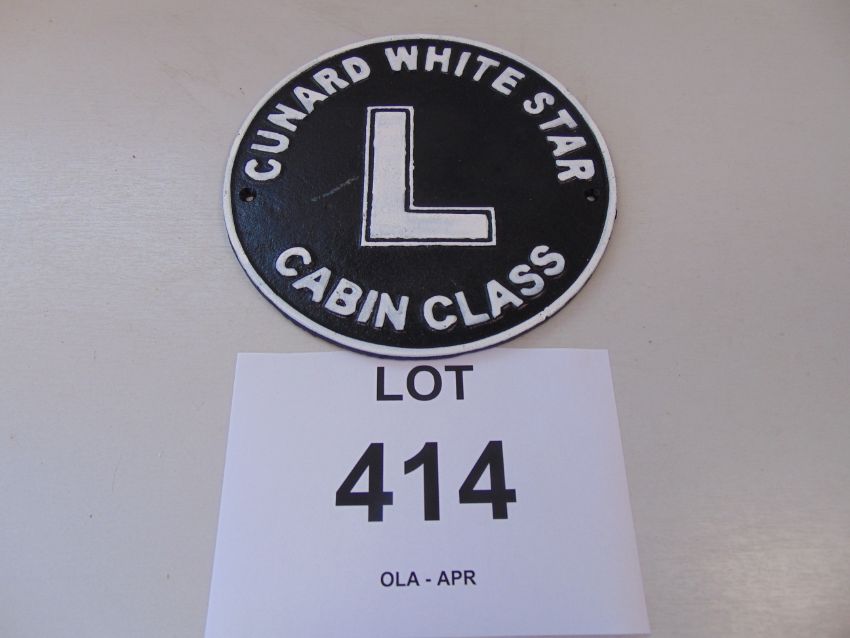 CUNARD WHITE STAR
L
CABIN CLASS
LOT
414
OLA - APR